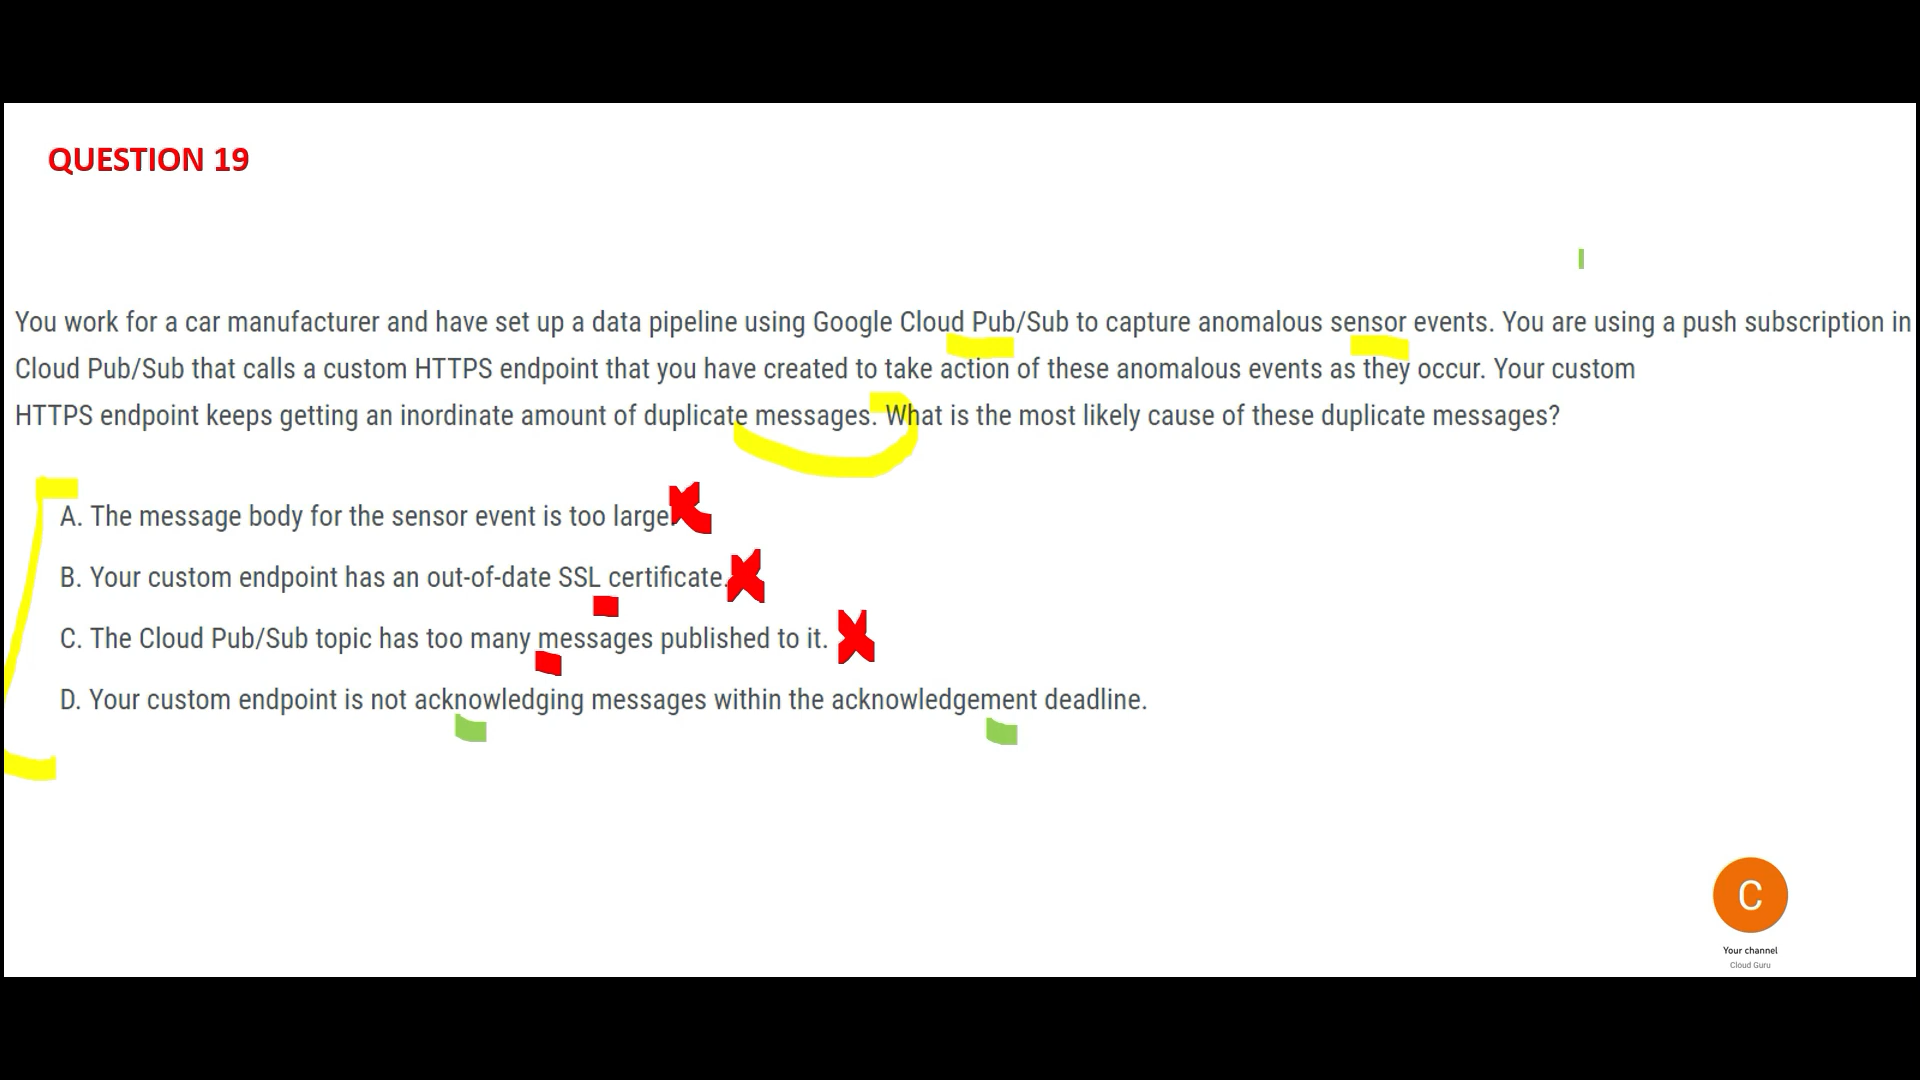 QUESTION 19
You work for a car manufacturer and have set up a data pipeline using Google Cloud Pub/Sub to capture anomalous sensor events. You are using a push subscription in
Cloud Pub/Sub that calls a custom HTTPS endpoint that you have created to take action of these anomalous events as they occur. Your custom
HTTPS endpoint keeps getting an inordinate amount of duplicate messages. What is the most likely cause of these duplicate messages?
A. The message body for the sensor event is too large.
B. Your custom endpoint has an out-of-date SSL certificate.
C. The Cloud Pub/Sub topic has too many messages published to it.
D. Your custom endpoint is not acknowledging messages within the acknowledgement deadline.
C
Your channel
Cloud Guru